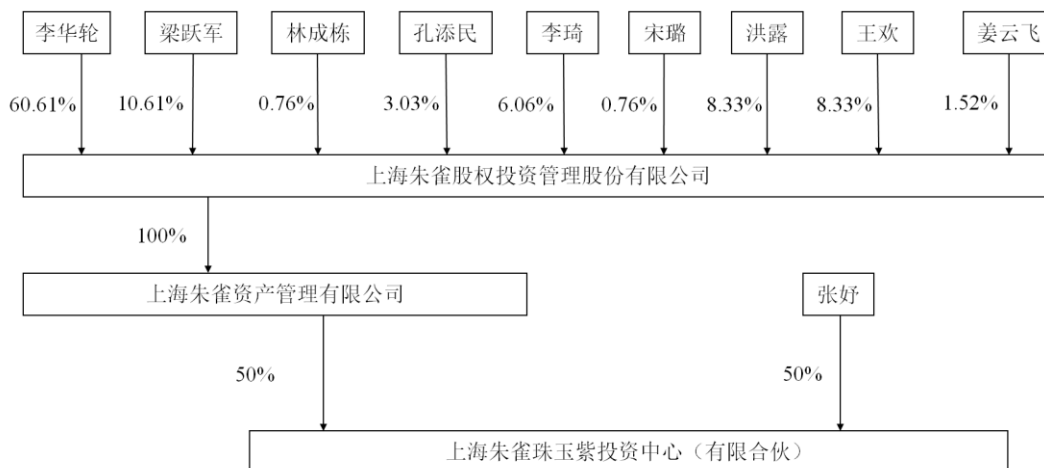 李华轮 梁跃军 林成栋 孔添民 李琦 宋璐 洪露 王欢 姜云飞
60.61% 10.61% 0.76% 3.03% 6.06% 0.76% 8.33% 8.33% 1.52%
上海朱雀股权投资管理股份有限公司
100%
上海朱雀资产管理有限公司 张妤
50% 50%
上海朱雀珠玉紫投资中心（有限合伙）